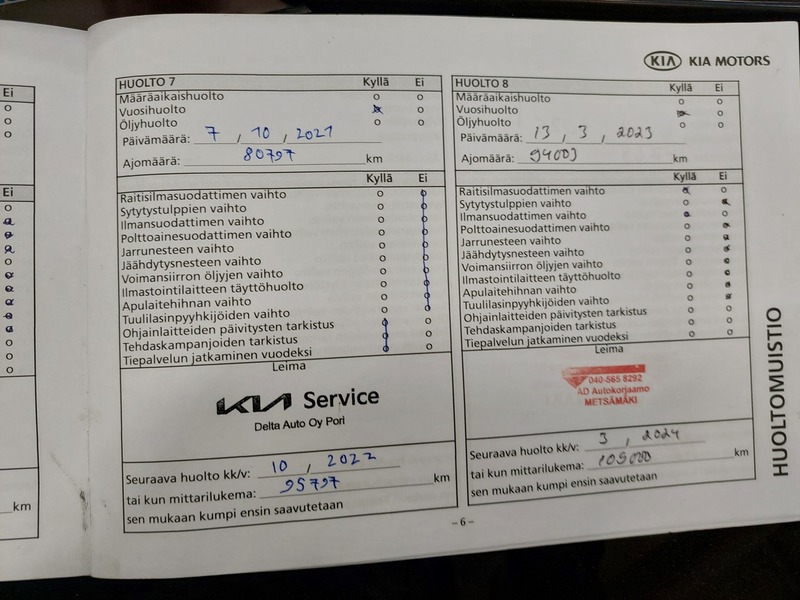 KIA KIA MOTORS
Ei
Ei
km
HUOLTO 7 Kyllä Ei
Määräaikaishuolto
Vuosihuolto
Öljyhuolto
Päivämäärä: 7 , 10 , 2021
Ajomäärä: 80797 km
Kyllä Ei
Raitisilmasuodattimen vaihto
Sytytystulppien vaihto
Ilmansuodattimen vaihto
Polttoainesuodattimen vaihto
Jarrunesteen vaihto
Jäähdytysnesteen vaihto
Voimansiirron öljyjen vaihto
Ilmastointilaitteen täyttöhuolto
Apulaitehihnan vaihto
Tuulilasinpyyhkijöiden vaihto
Ohjainlaitteiden päivitysten tarkistus
Tehdaskampanjoiden tarkistus
Tiepalvelun jatkaminen vuodeksi
Leima
KIA Service
Delta Auto Oy Pori
Seuraava huolto kk/v: 10 , 2022
tai kun mittarilukema: 95797 km
sen mukaan kumpi ensin saavutetaan
HUOLTO 8 Kyllä Ei
Määräaikaishuolto
Vuosihuolto
Öljyhuolto
Päivämäärä: 13 , 3 , 2023
Ajomäärä: 94003 km
Kyllä Ei
Raitisilmasuodattimen vaihto
Sytytystulppien vaihto
Ilmansuodattimen vaihto
Polttoainesuodattimen vaihto
Jarrunesteen vaihto
Jäähdytysnesteen vaihto
Voimansiirron öljyjen vaihto
Ilmastointilaitteen täyttöhuolto
Apulaitehihnan vaihto
Tuulilasinpyyhkijöiden vaihto
Ohjainlaitteiden päivitysten tarkistus
Tehdaskampanjoiden tarkistus
Tiepalvelun jatkaminen vuodeksi
Leima
040-565 8292
AD Autokorjaamo
METSÄMÄKI
Seuraava huolto kk/v: 3 , 2024
tai kun mittarilukema: 109000 km
sen mukaan kumpi ensin saavutetaan
– 6 –
HUOLTOMUISTIO